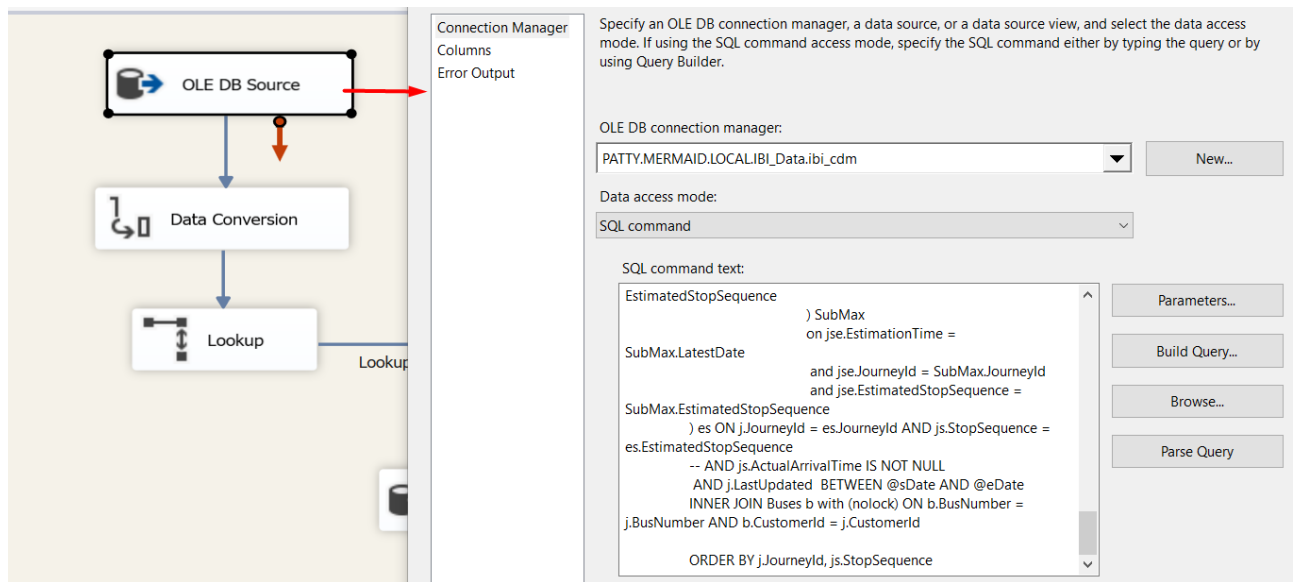 OLE DB Source
Data Conversion
Lookup
Lookup
Connection Manager
Columns
Error Output
Specify an OLE DB connection manager, a data source, or a data source view, and select the data access
mode. If using the SQL command access mode, specify the SQL command either by typing the query or by
using Query Builder.
OLE DB connection manager:
PATTY.MERMAID.LOCAL.IBI_Data.ibi_cdm
New...
Data access mode:
SQL command
SQL command text:
EstimatedStopSequence
) SubMax
on jse.EstimationTime =
SubMax.LatestDate
and jse.JourneyId = SubMax.JourneyId
and jse.EstimatedStopSequence =
SubMax.EstimatedStopSequence
) es ON j.JourneyId = es.JourneyId AND js.StopSequence =
es.EstimatedStopSequence
-- AND js.ActualArrivalTime IS NOT NULL
AND j.LastUpdated  BETWEEN @sDate AND @eDate
INNER JOIN Buses b with (nolock) ON b.BusNumber =
j.BusNumber AND b.CustomerId = j.CustomerId
ORDER BY j.JourneyId, js.StopSequence
Parameters...
Build Query...
Browse...
Parse Query